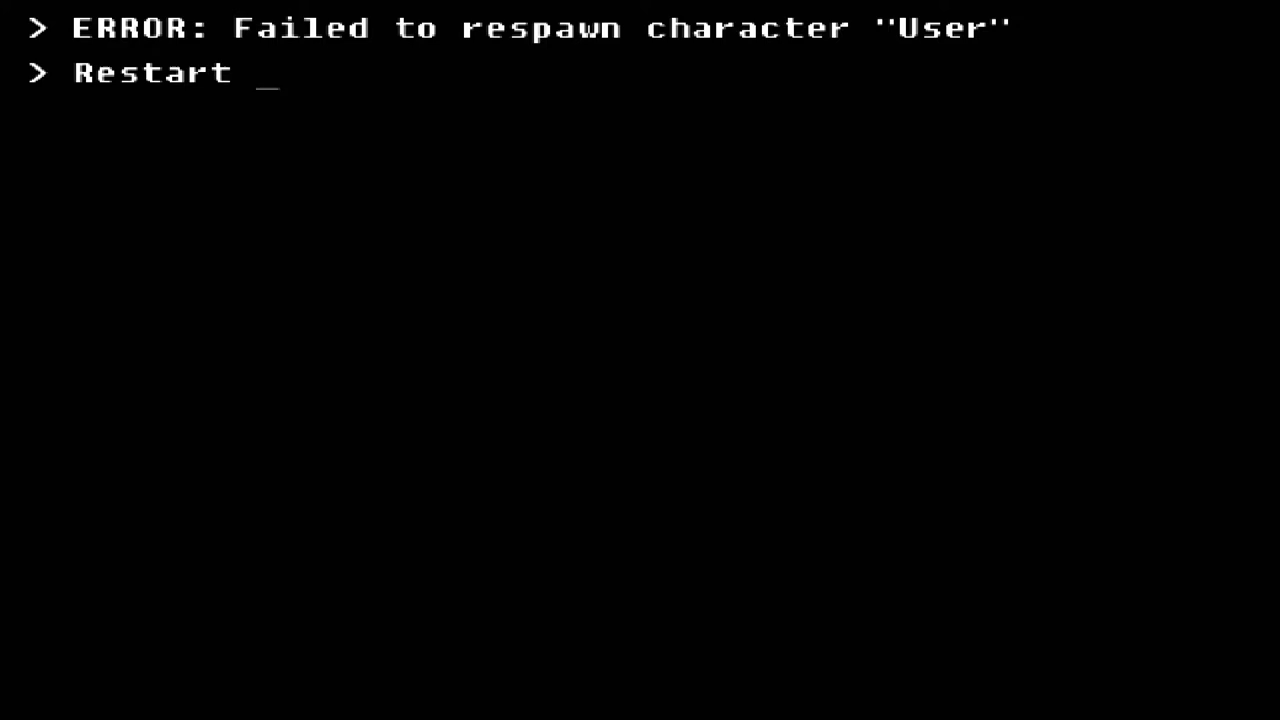 > ERROR: Failed to respawn character "User"
> Restart _